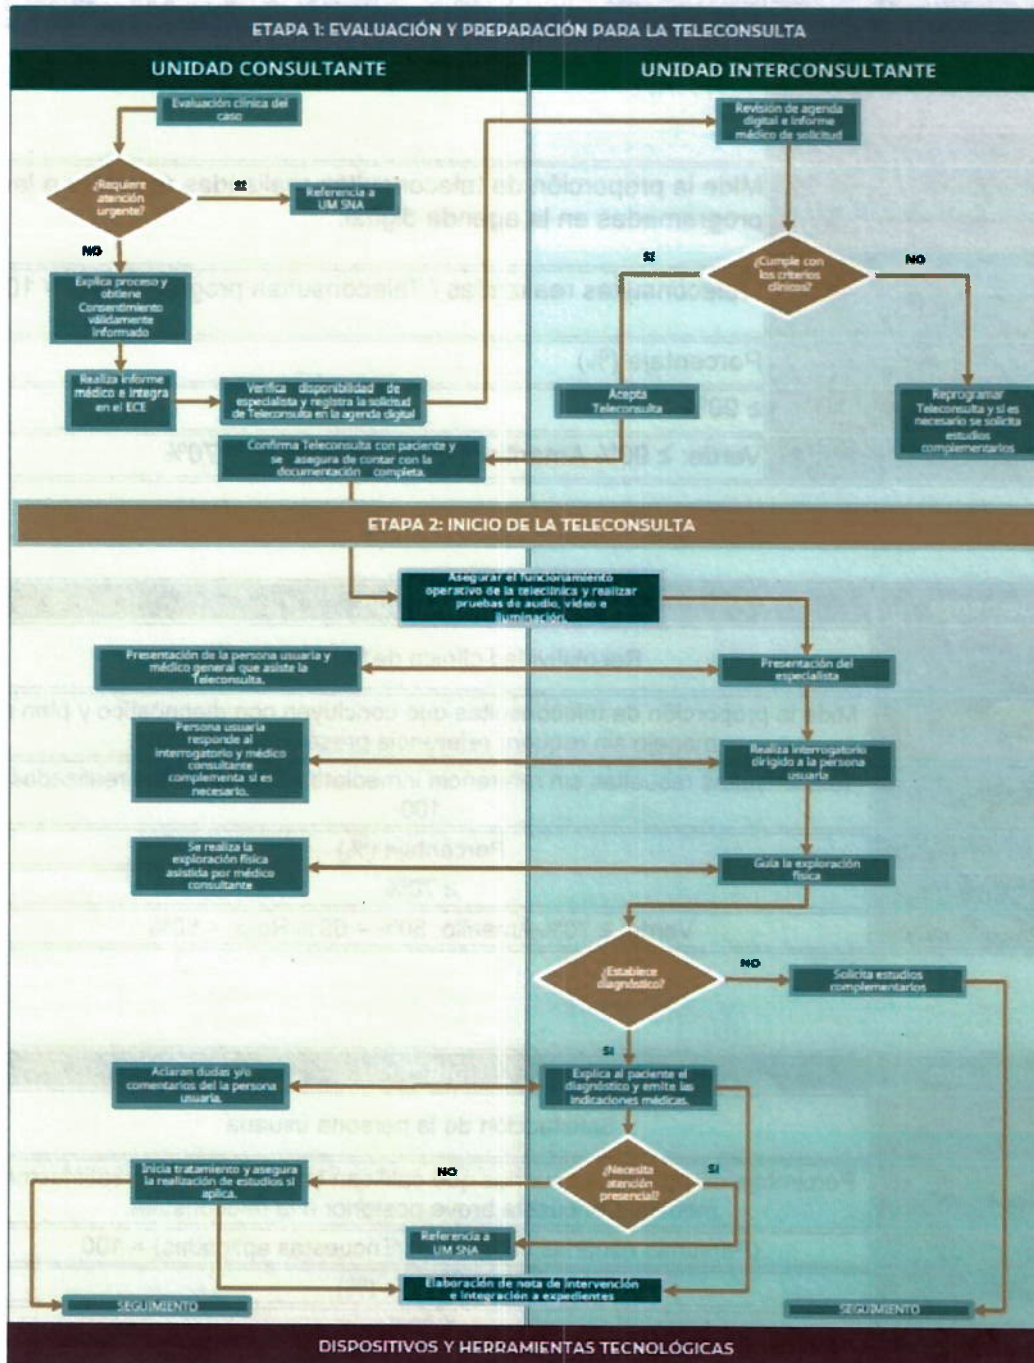 ETAPA 1: EVALUACIÓN Y PREPARACIÓN PARA LA TELECONSULTA
UNIDAD CONSULTANTE
UNIDAD INTERCONSULTANTE
Evaluación clínica del
caso
¿Requiere
atención
urgente?
SI
Referencia a
UM SNA
NO
Explica proceso y
obtiene
Consentimiento
válidamente
informado
Realiza informe
médico e integra
en el ECE
Verifica disponibilidad de
especialista y registra la solicitud
de Teleconsulta en la agenda digital
Confirma Teleconsulta con paciente y
se asegura de contar con la
documentación completa.
Revisión de agenda
digital e informe
médico de solicitud
¿Cumple con
los criterios
clínicos?
SI
NO
Acepta
Teleconsulta
Reprogramar
Teleconsulta y si es
necesario se solicita
estudios
complementarios
ETAPA 2: INICIO DE LA TELECONSULTA
Asegurar el funcionamiento
operativo de la teleclínica y realizar
pruebas de audio, video e
iluminación.
Presentación de la persona usuaria y
médico general que asiste la
Teleconsulta.
Presentación del
especialista
Persona usuaria
responde al
interrogatorio y médico
consultante
complementa si es
necesario.
Realiza interrogatorio
dirigido a la persona
usuaria
Se realiza la
exploración física
asistida por médico
consultante
Guía la exploración
física
¿Establece
diagnóstico?
NO
Solicita estudios
complementarios
SI
Aclaran dudas y/o
comentarios del la persona
usuaria.
Explica al paciente el
diagnóstico y emite las
indicaciones médicas.
¿Necesita
atención
presencial?
NO
SI
Inicia tratamiento y asegura
la realización de estudios si
aplica.
Referencia a
UM SNA
Elaboración de nota de intervención
e integración a expedientes
SEGUIMIENTO
SEGUIMIENTO
DISPOSITIVOS Y HERRAMIENTAS TECNOLÓGICAS